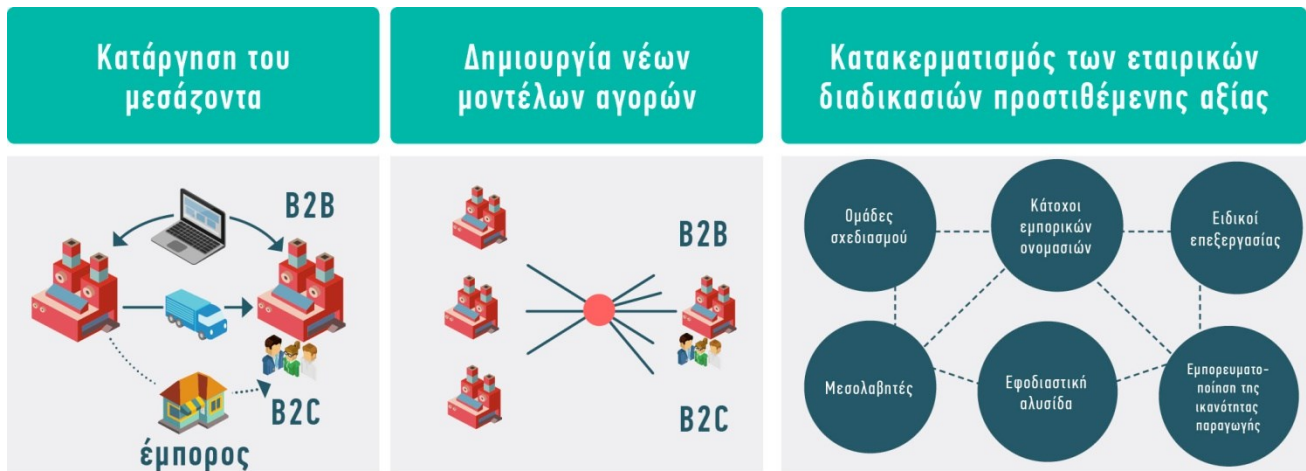 Κατάργηση του
μεσάζοντα
B2B
B2C
έμπορος
Δημιουργία νέων
μοντέλων αγορών
B2B
B2C
Κατακερματισμός των εταιρικών
διαδικασιών προστιθέμενης αξίας
Ομάδες
σχεδιασμού
Κάτοχοι
εμπορικών
ονομασιών
Ειδικοί
επεξεργασίας
Μεσολαβητές
Εφοδιαστική
αλυσίδα
Εμπορευματο-
ποίηση της
ικανότητας
παραγωγής